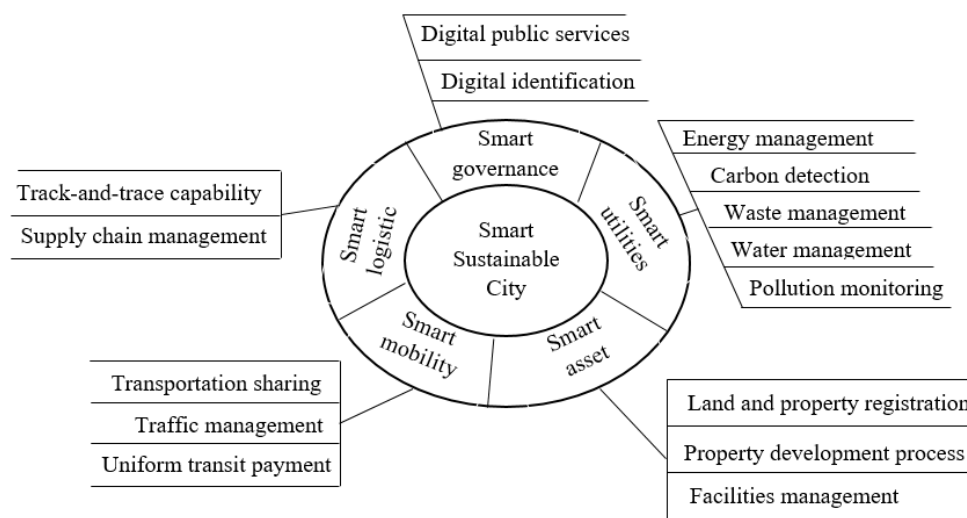 Digital public services
Digital identification
Smart
governance
Energy management
Carbon detection
Waste management
Water management
Pollution monitoring
Smart
utilities
Track-and-trace capability
Supply chain management
Smart
logistic
Smart
Sustainable
City
Smart
mobility
Smart
asset
Transportation sharing
Traffic management
Uniform transit payment
Land and property registration
Property development process
Facilities management